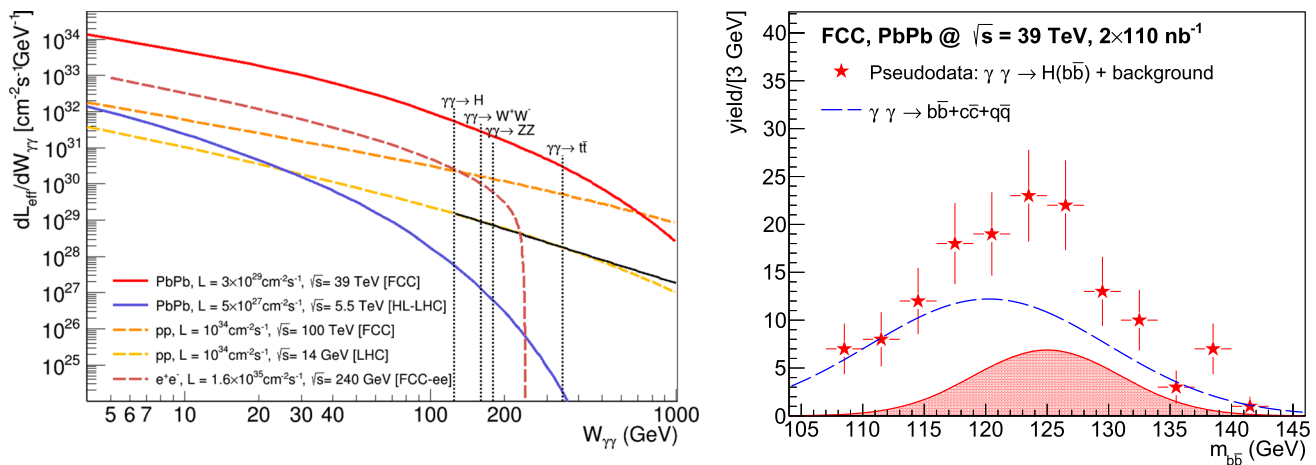 dL_eff/dW_γγ [cm⁻²s⁻¹GeV⁻¹]
10³⁴
10³³
10³²
10³¹
10³⁰
10²⁹
10²⁸
10²⁷
10²⁶
10²⁵
γγ→ H
γγ→ W⁺W⁻
γγ→ ZZ
γγ→ tt̄
PbPb, L = 3×10²⁹cm⁻²s⁻¹, √s= 39 TeV [FCC]
PbPb, L = 5×10²⁷cm⁻²s⁻¹, √s= 5.5 TeV [HL-LHC]
pp, L = 10³⁴cm⁻²s⁻¹, √s= 100 TeV [FCC]
pp, L = 10³⁴cm⁻²s⁻¹, √s= 14 GeV [LHC]
e⁺e⁻, L = 1.6×10³⁵cm⁻²s⁻¹, √s= 240 GeV [FCC-ee]
5 6 7 10 20 30 40 100 200 1000
W_γγ (GeV)
yield/[3 GeV]
40
35
30
25
20
15
10
5
0
FCC, PbPb @ √s = 39 TeV, 2×110 nb⁻¹
Pseudodata: γ γ → H(bb̄) + background
γ γ → bb̄+cc̄+qq̄
105 110 115 120 125 130 135 140 145
m_bb̄ (GeV)